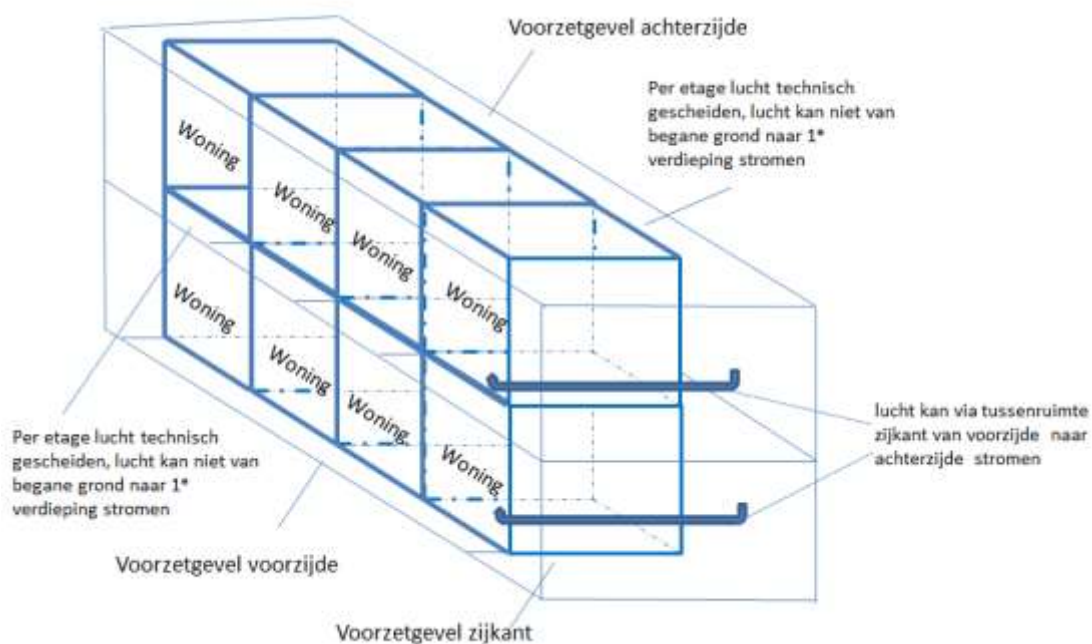 Voorzetgevel achterzijde
Per etage lucht technisch
gescheiden, lucht kan niet van
begane grond naar 1ᵉ
verdieping stromen
Woning
Woning
Woning
Woning
Woning
Woning
Woning
Woning
lucht kan via tussenruimte
zijkant van voorzijde naar
achterzijde stromen
Per etage lucht technisch
gescheiden, lucht kan niet van
begane grond naar 1ᵉ
verdieping stromen
Voorzetgevel voorzijde
Voorzetgevel zijkant